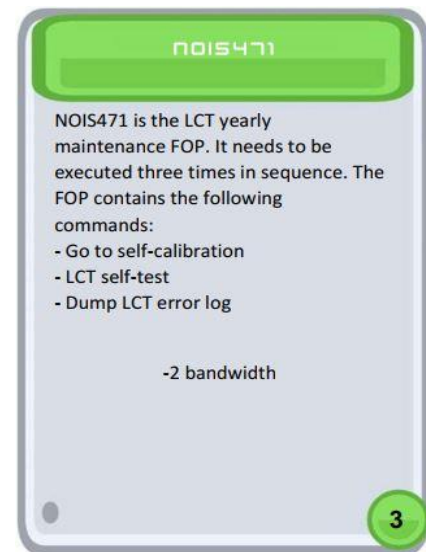 NOIS471
NOIS471 is the LCT yearly
maintenance FOP. It needs to be
executed three times in sequence. The
FOP contains the following
commands:
- Go to self-calibration
- LCT self-test
- Dump LCT error log
-2 bandwidth
3